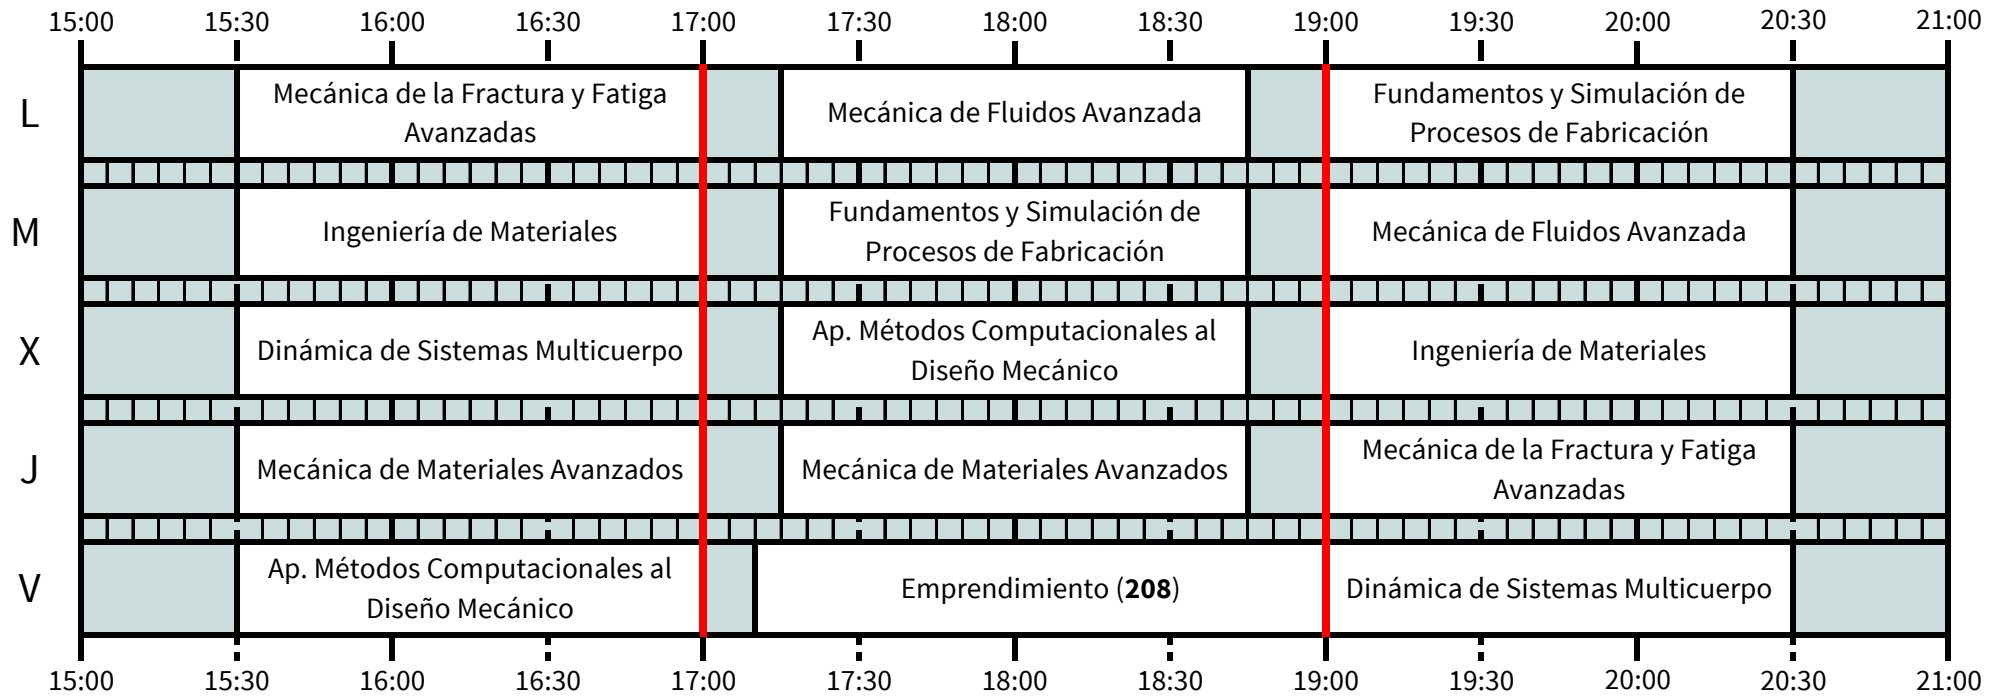 15:00 15:30 16:00 16:30 17:00 17:30 18:00 18:30 19:00 19:30 20:00 20:30 21:00
L
Mecánica de la Fractura y Fatiga
Avanzadas
Mecánica de Fluidos Avanzada
Fundamentos y Simulación de
Procesos de Fabricación
M
Ingeniería de Materiales
Fundamentos y Simulación de
Procesos de Fabricación
Mecánica de Fluidos Avanzada
X
Dinámica de Sistemas Multicuerpo
Ap. Métodos Computacionales al
Diseño Mecánico
Ingeniería de Materiales
J
Mecánica de Materiales Avanzados
Mecánica de Materiales Avanzados
Mecánica de la Fractura y Fatiga
Avanzadas
V
Ap. Métodos Computacionales al
Diseño Mecánico
Emprendimiento (208)
Dinámica de Sistemas Multicuerpo
15:00 15:30 16:00 16:30 17:00 17:30 18:00 18:30 19:00 19:30 20:00 20:30 21:00